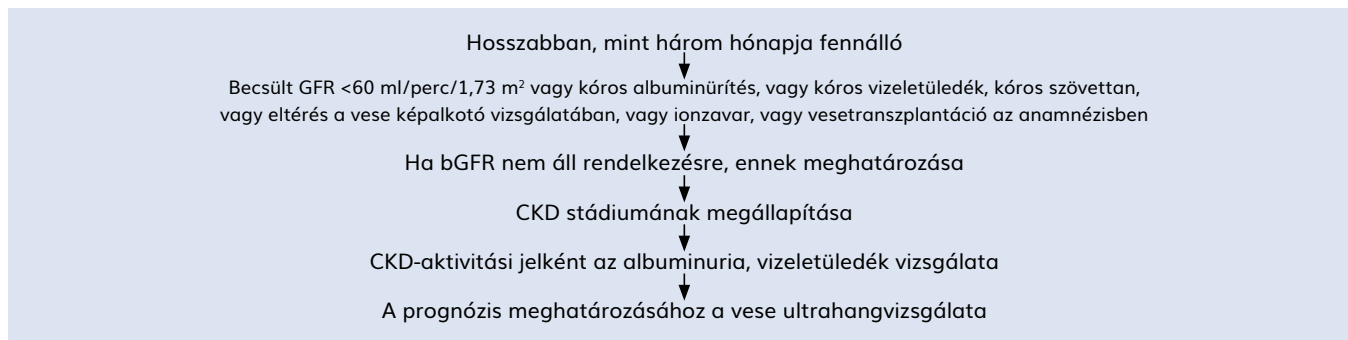 Hosszabban, mint három hónapja fennálló
Becsült GFR <60 ml/perc/1,73 m² vagy kóros albuminürítés, vagy kóros vizeletüledék, kóros szövettan,
vagy eltérés a vese képalkotó vizsgálatában, vagy ionzavar, vagy vesetranszplantáció az anamnézisben
Ha bGFR nem áll rendelkezésre, ennek meghatározása
CKD stádiumának megállapítása
CKD-aktivitási jelként az albuminuria, vizeletüledék vizsgálata
A prognózis meghatározásához a vese ultrahangvizsgálata